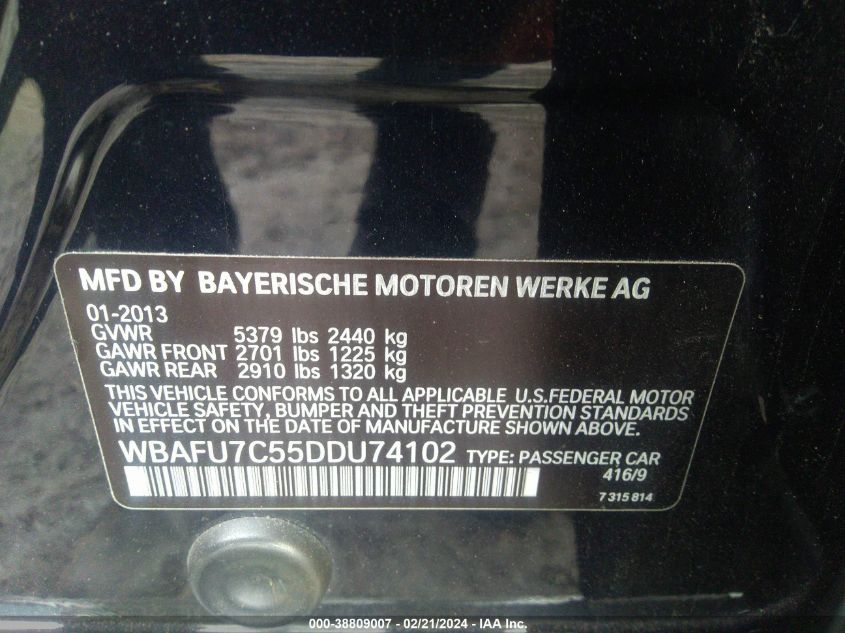 MFD BY BAYERISCHE MOTOREN WERKE AG
01-2013
GVWR 5379 lbs 2440 kg
GAWR FRONT 2701 lbs 1225 kg
GAWR REAR 2910 lbs 1320 kg
THIS VEHICLE CONFORMS TO ALL APPLICABLE U.S.FEDERAL MOTOR
VEHICLE SAFETY, BUMPER AND THEFT PREVENTION STANDARDS
IN EFFECT ON THE DATE OF MANUFACTURE SHOWN ABOVE.
WBAFU7C55DDU74102 TYPE: PASSENGER CAR
416/9
7 315 814
000-38809007 - 02/21/2024 - IAA Inc.